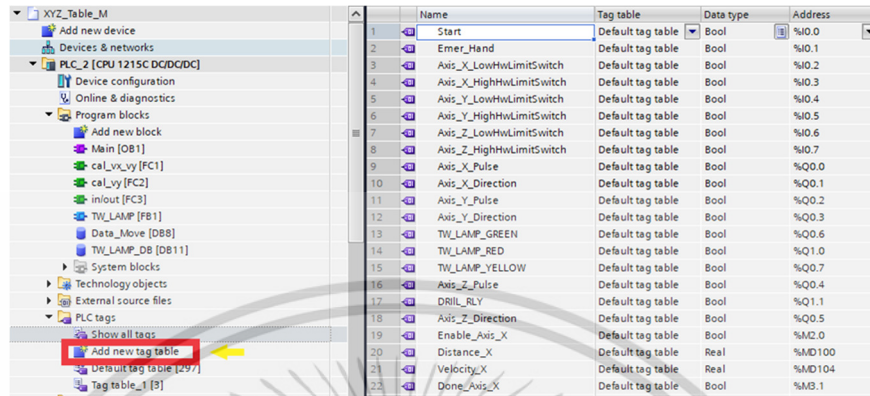 XYZ_Table_M
Add new device
Devices & networks
PLC_2 [CPU 1215C DC/DC/DC]
Device configuration
Online & diagnostics
Program blocks
Add new block
Main [OB1]
cal_vx_vy [FC1]
cal_vy [FC2]
in/out [FC3]
TW_LAMP [FB1]
Data_Move [DB8]
TW_LAMP_DB [DB11]
System blocks
Technology objects
External source files
PLC tags
Show all tags
Add new tag table
Default tag table [297]
Tag table_1 [3]
Name Tag table Data type Address
1 Start Default tag table Bool %I0.0
2 Emer_Hand Default tag table Bool %I0.1
3 Axis_X_LowHwLimitSwitch Default tag table Bool %I0.2
4 Axis_X_HighHwLimitSwitch Default tag table Bool %I0.3
5 Axis_Y_LowHwLimitSwitch Default tag table Bool %I0.4
6 Axis_Y_HighHwLimitSwitch Default tag table Bool %I0.5
7 Axis_Z_LowHwLimitSwitch Default tag table Bool %I0.6
8 Axis_Z_HighHwLimitSwitch Default tag table Bool %I0.7
9 Axis_X_Pulse Default tag table Bool %Q0.0
10 Axis_X_Direction Default tag table Bool %Q0.1
11 Axis_Y_Pulse Default tag table Bool %Q0.2
12 Axis_Y_Direction Default tag table Bool %Q0.3
13 TW_LAMP_GREEN Default tag table Bool %Q0.6
14 TW_LAMP_RED Default tag table Bool %Q1.0
15 TW_LAMP_YELLOW Default tag table Bool %Q0.7
16 Axis_Z_Pulse Default tag table Bool %Q0.4
17 DRIIL_RLY Default tag table Bool %Q1.1
18 Axis_Z_Direction Default tag table Bool %Q0.5
19 Enable_Axis_X Default tag table Bool %M2.0
20 Distance_X Default tag table Real %MD100
21 Velocity_X Default tag table Real %MD104
22 Done_Axis_X Default tag table Bool %M3.1